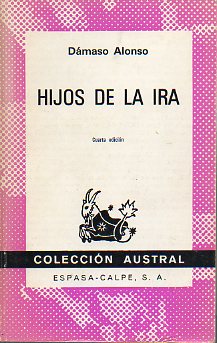 Dámaso Alonso
HIJOS DE LA IRA
Cuarta edición
COLECCIÓN AUSTRAL
ESPASA-CALPE, S. A.